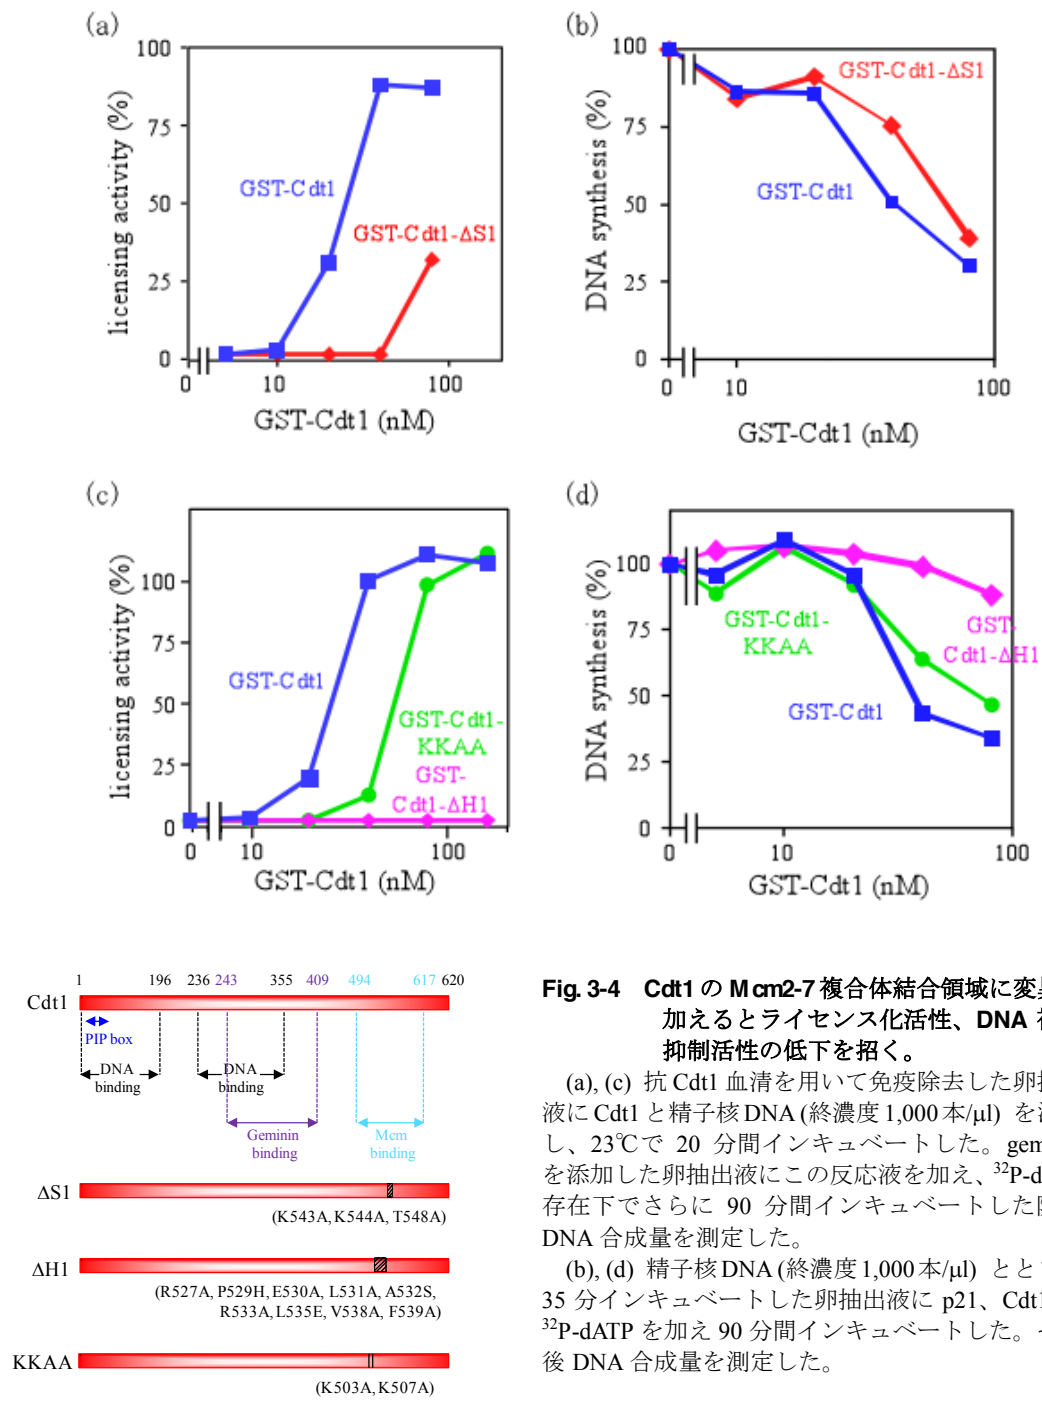 (a)
100
75
50
25
0
0
10
100
licensing activity (%)
GST-Cdt1
GST-Cdt1-ΔS1
GST-Cdt1 (nM)
(b)
100
75
50
25
0
0
10
100
DNA synthesis (%)
GST-Cdt1-ΔS1
GST-Cdt1
GST-Cdt1 (nM)
(c)
100
75
50
25
0
0
10
100
licensing activity (%)
GST-Cdt1
GST-Cdt1-
KKAA
GST-
Cdt1-ΔH1
GST-Cdt1 (nM)
(d)
100
75
50
25
0
0
10
100
DNA synthesis (%)
GST-Cdt1-
KKAA
GST-
Cdt1-ΔH1
GST-Cdt1
GST-Cdt1 (nM)
1 196 236 243 355 409 494 617 620
Cdt1
PIP box
DNA
binding
DNA
binding
Geminin
binding
Mcm
binding
ΔS1
(K543A, K544A, T548A)
ΔH1
(R527A, P529H, E530A, L531A, A532S,
R533A, L535E, V538A, F539A)
KKAA
(K503A, K507A)
Fig. 3-4 Cdt1 の Mcm2-7 複合体結合領域に変
加えるとライセンス化活性、DNA
抑制活性の低下を招く。
(a), (c) 抗 Cdt1 血清を用いて免疫除去した卵
液に Cdt1 と精子核 DNA (終濃度 1,000 本/μl) を
し、23℃で 20 分間インキュベートした。gem
を添加した卵抽出液にこの反応液を加え、³²P-d
存在下でさらに 90 分間インキュベートした
DNA 合成量を測定した。
(b), (d) 精子核 DNA (終濃度 1,000 本/μl) とと
35 分インキュベートした卵抽出液に p21、Cdt1
³²P-dATP を加え 90 分間インキュベートした。
後 DNA 合成量を測定した。